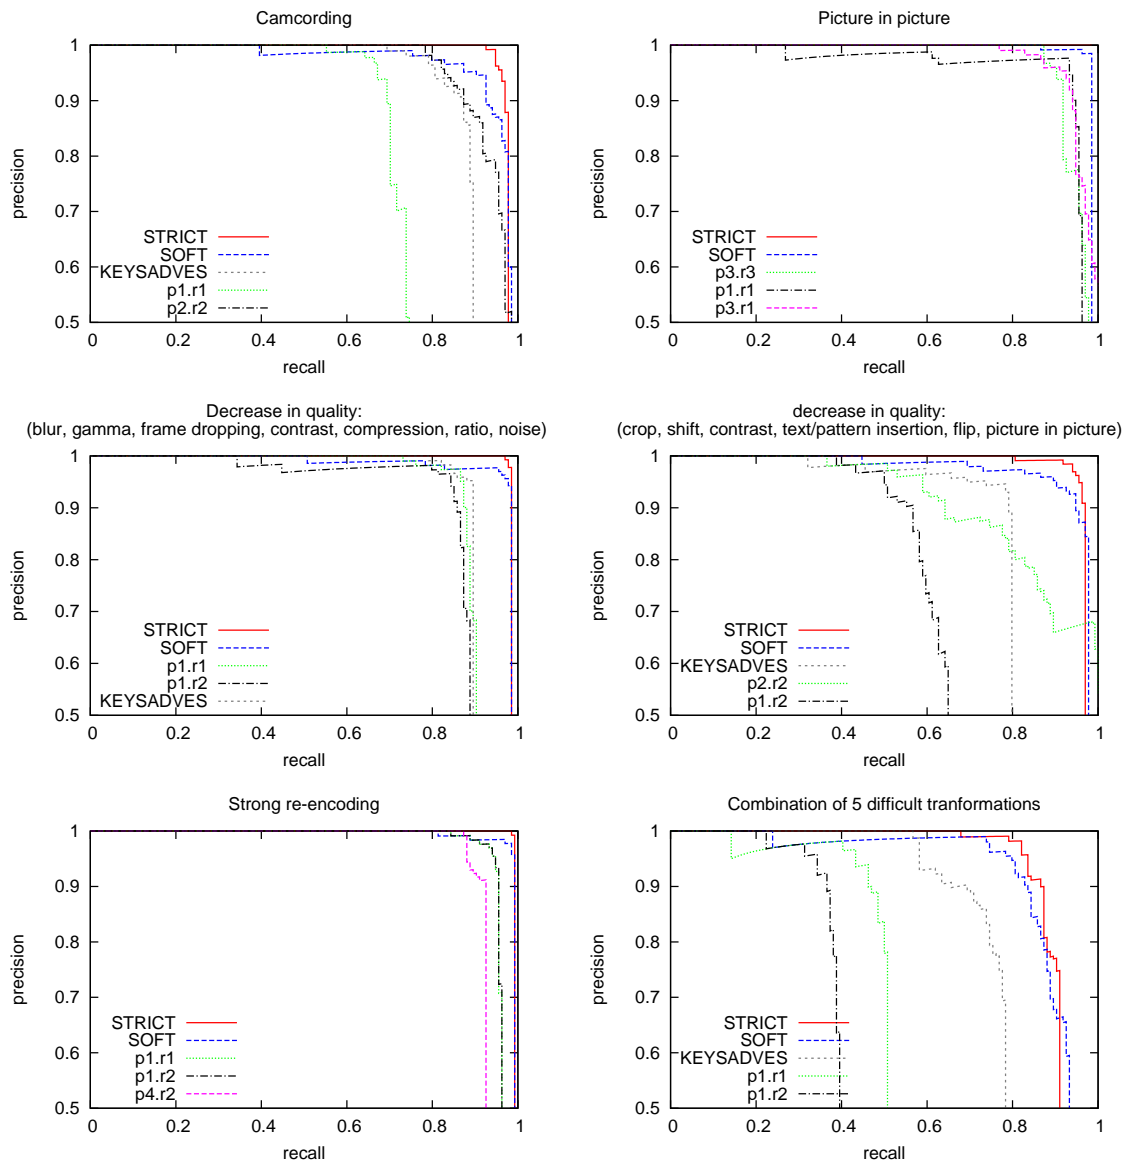 Camcording
1
0.9
0.8
0.7
0.6
0.5
0
0.2
0.4
0.6
0.8
1
precision
recall
STRICT
SOFT
KEYSADVES
p1.r1
p2.r2
Picture in picture
1
0.9
0.8
0.7
0.6
0.5
0
0.2
0.4
0.6
0.8
1
precision
recall
STRICT
SOFT
p3.r3
p1.r1
p3.r1
Decrease in quality:
(blur, gamma, frame dropping, contrast, compression, ratio, noise)
1
0.9
0.8
0.7
0.6
0.5
0
0.2
0.4
0.6
0.8
1
precision
recall
STRICT
SOFT
p1.r1
p1.r2
KEYSADVES
decrease in quality:
(crop, shift, contrast, text/pattern insertion, flip, picture in picture)
1
0.9
0.8
0.7
0.6
0.5
0
0.2
0.4
0.6
0.8
1
precision
recall
STRICT
SOFT
KEYSADVES
p2.r2
p1.r2
Strong re-encoding
1
0.9
0.8
0.7
0.6
0.5
0
0.2
0.4
0.6
0.8
1
precision
recall
STRICT
SOFT
p1.r1
p1.r2
p4.r2
Combination of 5 difficult tranformations
1
0.9
0.8
0.7
0.6
0.5
0
0.2
0.4
0.6
0.8
1
precision
recall
STRICT
SOFT
KEYSADVES
p1.r1
p1.r2